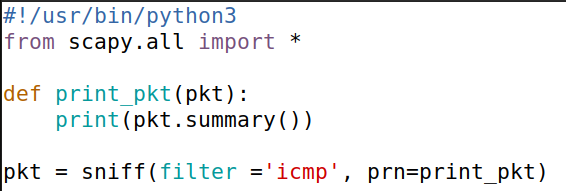 #!/usr/bin/python3
from scapy.all import *

def print_pkt(pkt):
    print(pkt.summary())

pkt = sniff(filter ='icmp', prn=print_pkt)